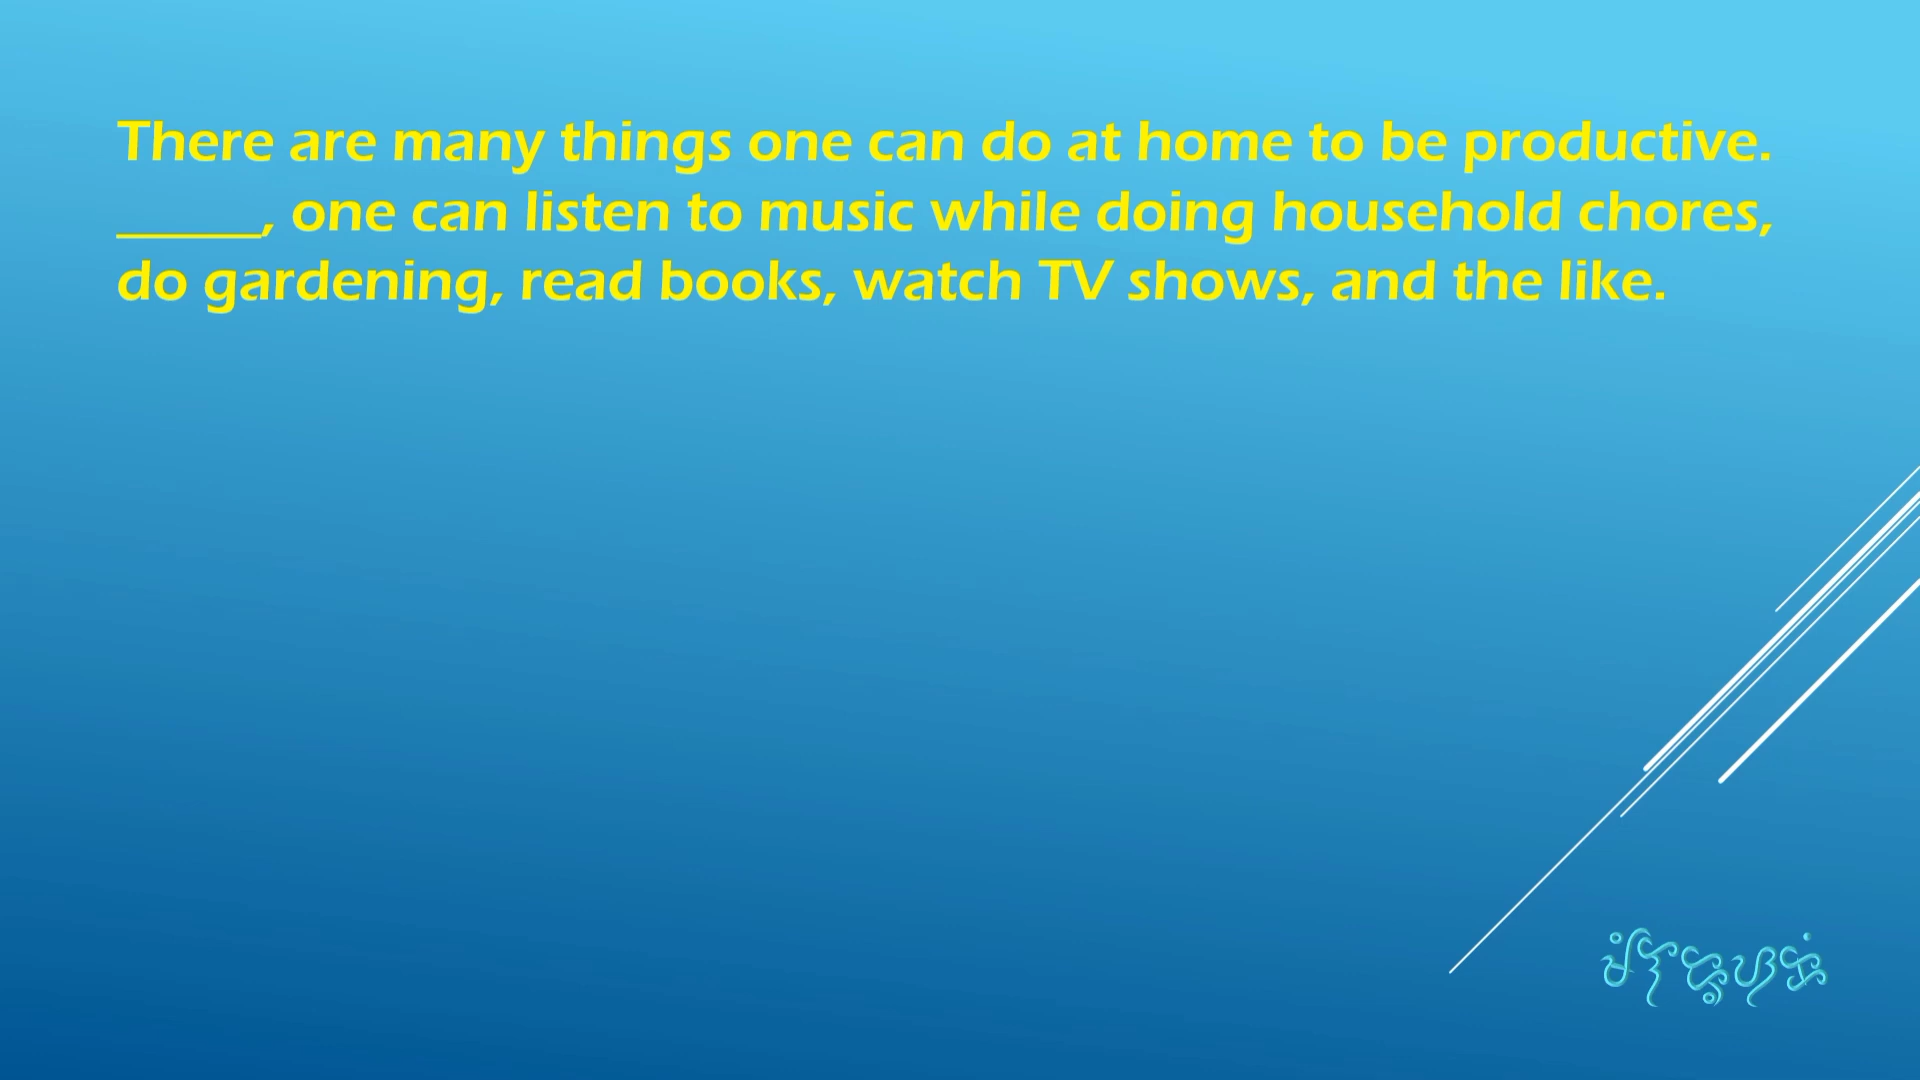 There are many things one can do at home to be productive.
_____, one can listen to music while doing household chores,
do gardening, read books, watch TV shows, and the like.